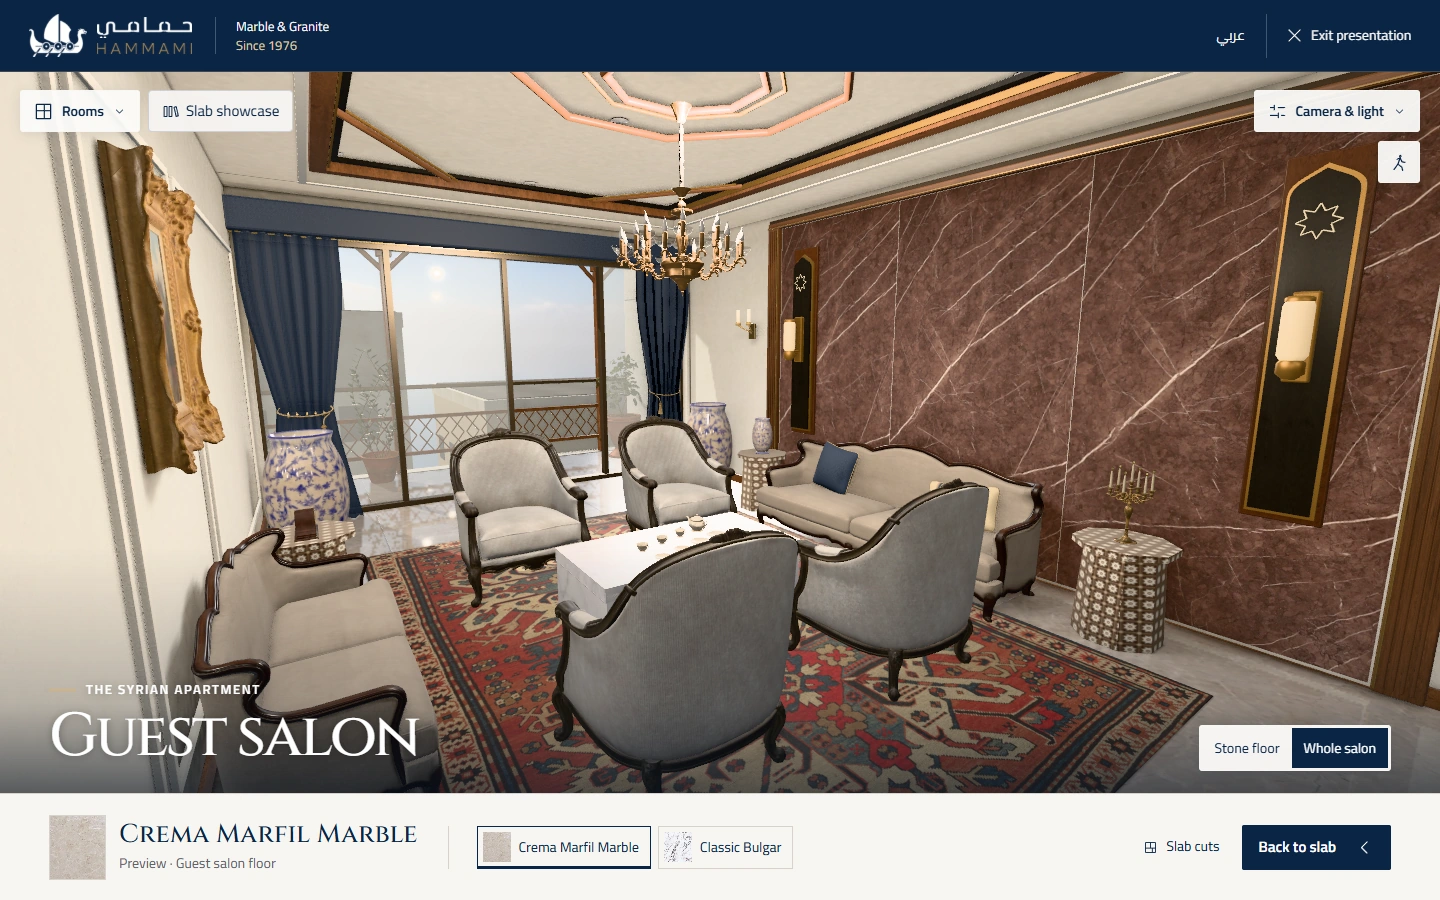 حمامي
HAMMAMI
Marble & Granite
Since 1976
عربي
Exit presentation
Rooms
Slab showcase
Camera & light
THE SYRIAN APARTMENT
GUEST SALON
Stone floor
Whole salon
CREMA MARFIL MARBLE
Preview · Guest salon floor
Crema Marfil Marble
Classic Bulgar
Slab cuts
Back to slab